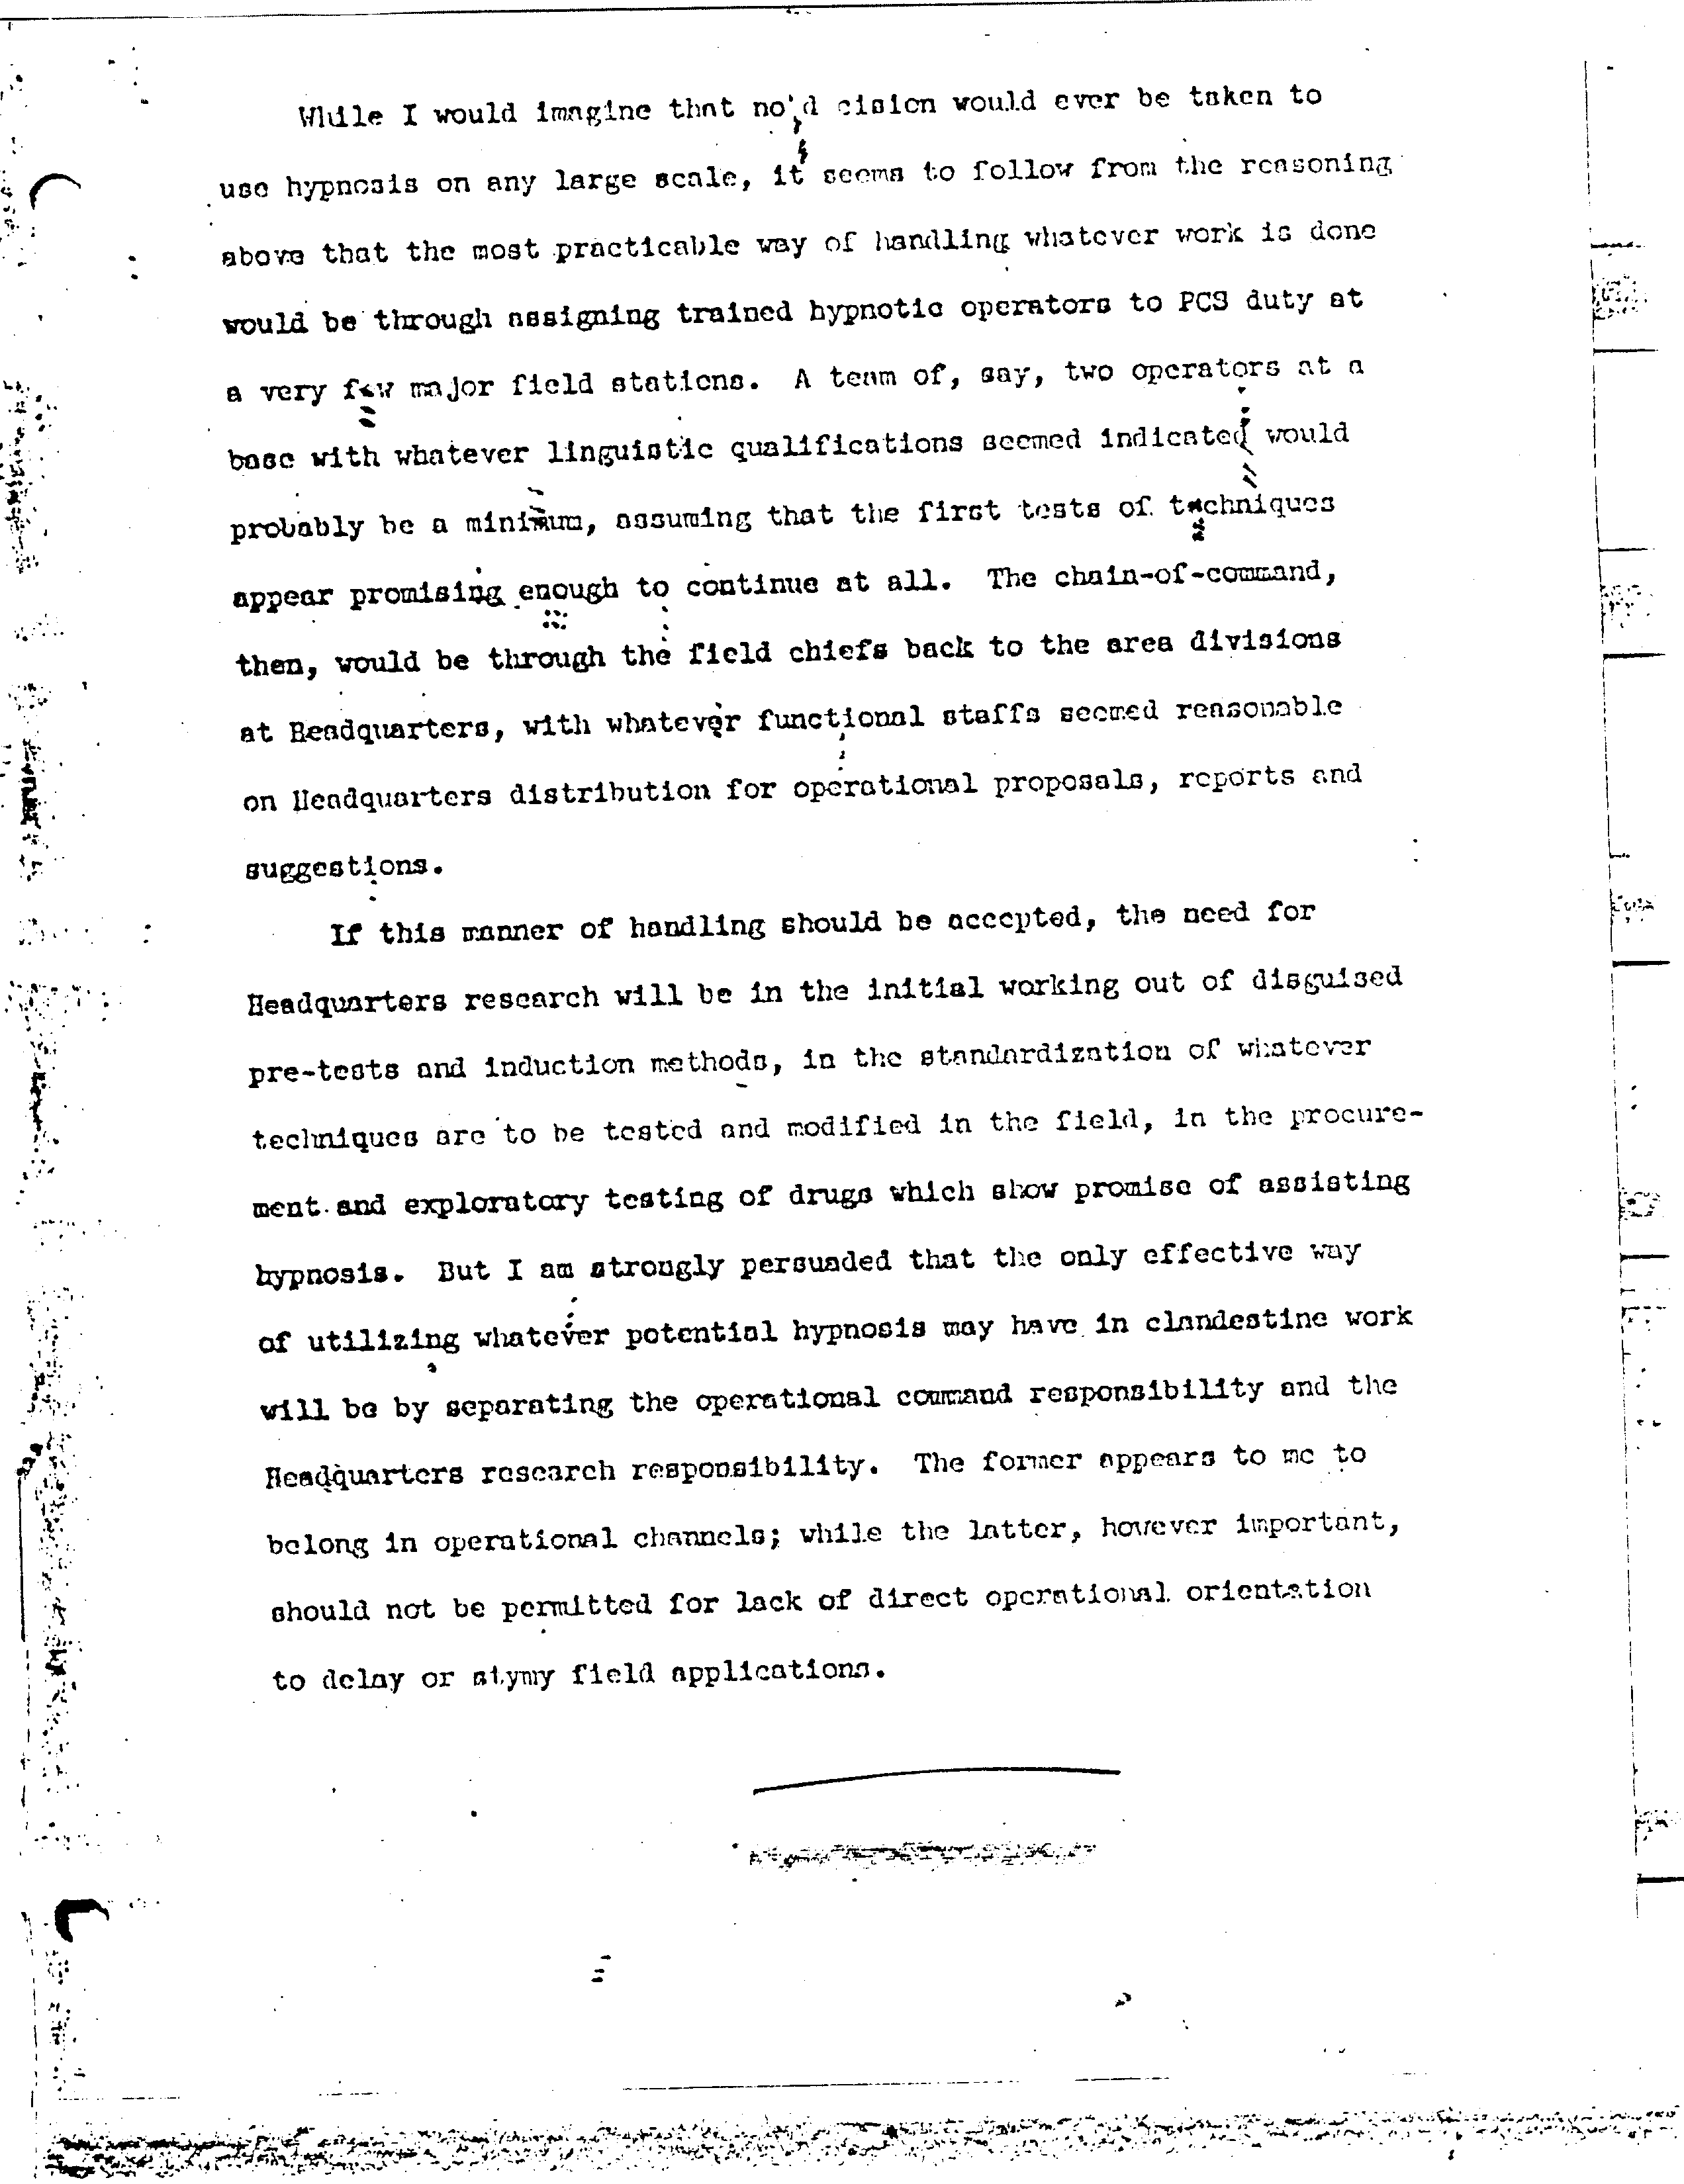 While I would imagine that no d cision would ever be taken to
use hypnosis on any large scale, it seems to follow from the reasoning
above that the most practicable way of handling whatever work is done
would be through assigning trained hypnotic operators to PCS duty at
a very few major field stations. A team of, say, two operators at a
base with whatever linguistic qualifications seemed indicated would
probably be a minimum, assuming that the first tests of techniques
appear promising enough to continue at all. The chain-of-command,
then, would be through the field chiefs back to the area divisions
at Headquarters, with whatever functional staffs seemed reasonable
on Headquarters distribution for operational proposals, reports and
suggestions.
If this manner of handling should be accepted, the need for
Headquarters research will be in the initial working out of disguised
pre-tests and induction methods, in the standardization of whatever
techniques are to be tested and modified in the field, in the procure-
ment and exploratory testing of drugs which show promise of assisting
hypnosis. But I am strongly persuaded that the only effective way
of utilizing whatever potential hypnosis may have in clandestine work
will be by separating the operational command responsibility and the
Headquarters research responsibility. The former appears to me to
belong in operational channels; while the latter, however important,
should not be permitted for lack of direct operational orientation
to delay or stymy field applications.